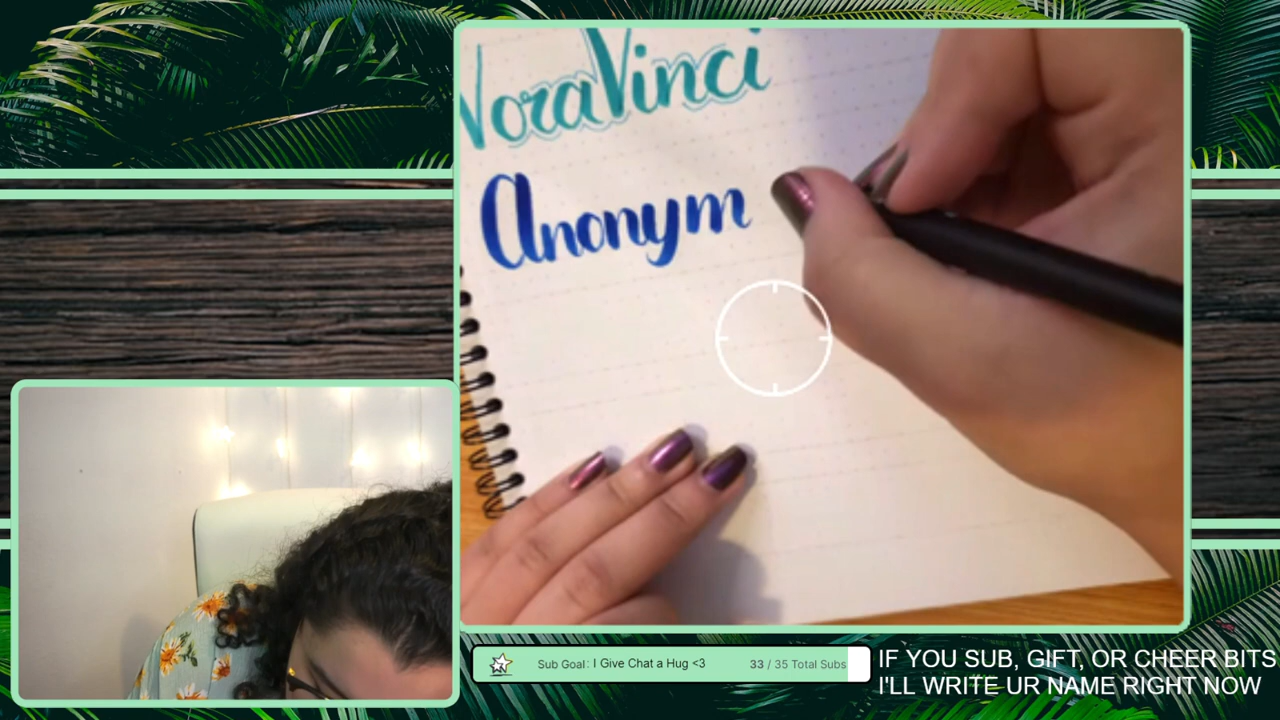 NoraVinci
Anonym
Sub Goal: I Give Chat a Hug <3 33 / 35 Total Subs
IF YOU SUB, GIFT, OR CHEER BITS
I'LL WRITE UR NAME RIGHT NOW